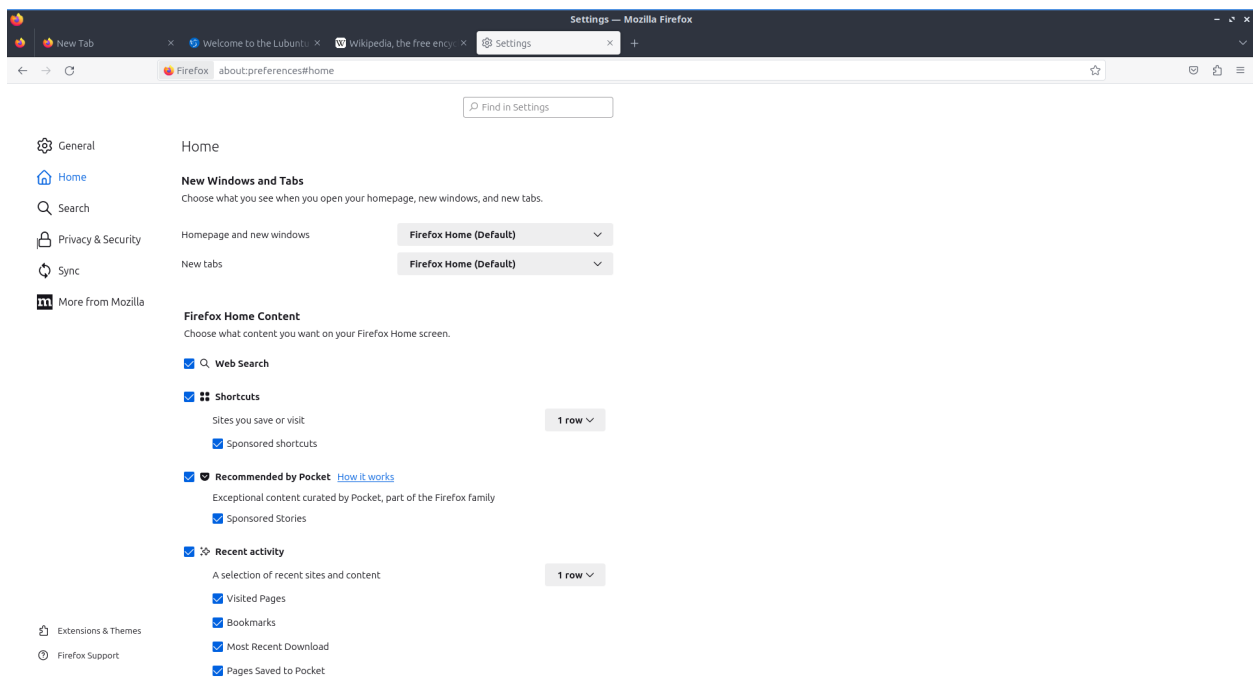 Settings — Mozilla Firefox
New Tab
Welcome to the Lubuntu
Wikipedia, the free ency
Settings
Firefox about:preferences#home
Find in Settings
General
Home
Search
Privacy & Security
Sync
More from Mozilla
Extensions & Themes
Firefox Support
Home
New Windows and Tabs
Choose what you see when you open your homepage, new windows, and new tabs.
Homepage and new windows Firefox Home (Default)
New tabs Firefox Home (Default)
Firefox Home Content
Choose what content you want on your Firefox Home screen.
Web Search
Shortcuts
Sites you save or visit 1 row
Sponsored shortcuts
Recommended by Pocket How it works
Exceptional content curated by Pocket, part of the Firefox family
Sponsored Stories
Recent activity
A selection of recent sites and content 1 row
Visited Pages
Bookmarks
Most Recent Download
Pages Saved to Pocket